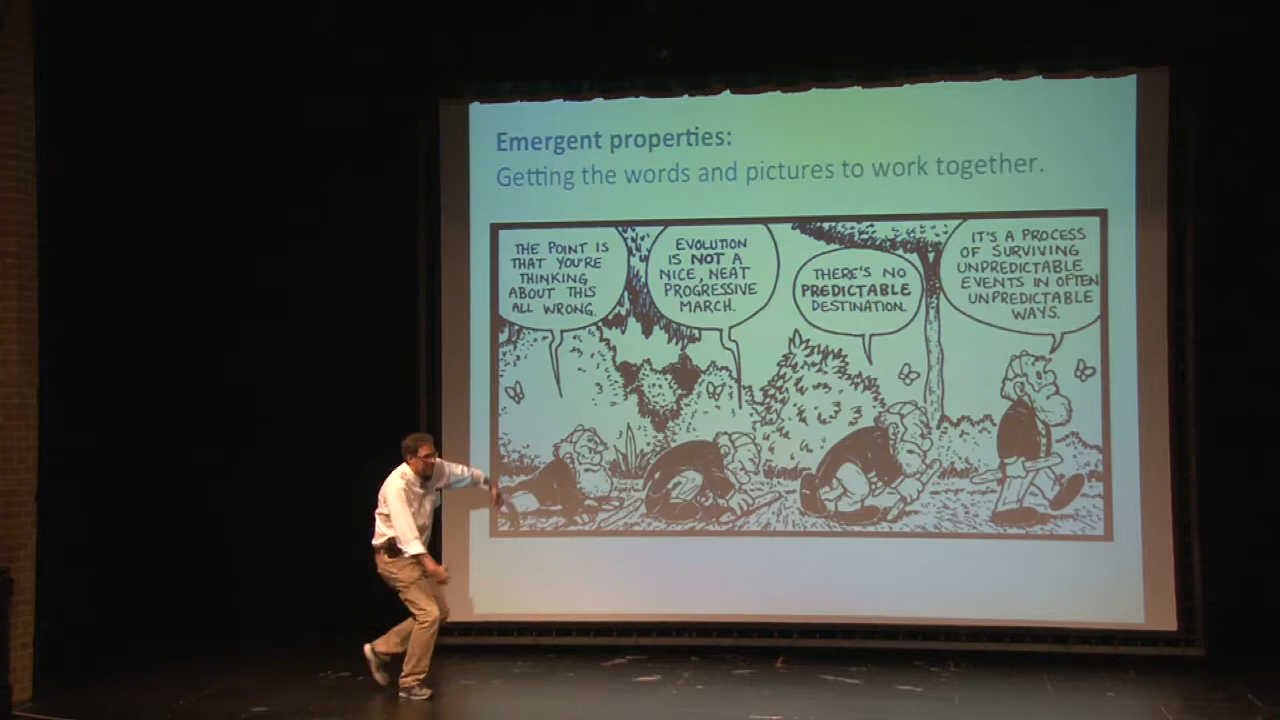 Emergent properties:
Getting the words and pictures to work together.
THE POINT IS
THAT YOU'RE
THINKING
ABOUT THIS
ALL WRONG.
EVOLUTION
IS NOT A
NICE, NEAT
PROGRESSIVE
MARCH.
THERE'S NO
PREDICTABLE
DESTINATION.
IT'S A PROCESS
OF SURVIVING
UNPREDICTABLE
EVENTS IN OFTEN
UNPREDICTABLE
WAYS.